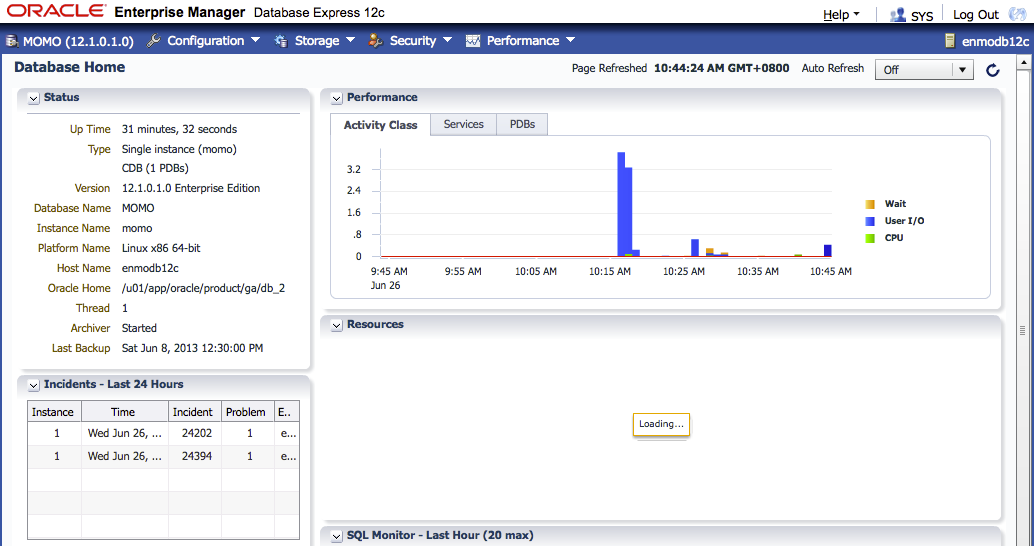 ORACLE Enterprise Manager Database Express 12c
Help SYS Log Out
MOMO (12.1.0.1.0) Configuration Storage Security Performance enmodb12c
Database Home
Page Refreshed 10:44:24 AM GMT+0800 Auto Refresh Off
Status
Up Time 31 minutes, 32 seconds
Type Single instance (momo)
CDB (1 PDBs)
Version 12.1.0.1.0 Enterprise Edition
Database Name MOMO
Instance Name momo
Platform Name Linux x86 64-bit
Host Name enmodb12c
Oracle Home /u01/app/oracle/product/ga/db_2
Thread 1
Archiver Started
Last Backup Sat Jun 8, 2013 12:30:00 PM
Incidents - Last 24 Hours
Instance Time Incident Problem E..
1 Wed Jun 26, ... 24202 1 e...
1 Wed Jun 26, ... 24394 1 e...
Performance
Activity Class Services PDBs
3.2
2.4
1.6
.8
0
9:45 AM 9:55 AM 10:05 AM 10:15 AM 10:25 AM 10:35 AM 10:45 AM
Jun 26
Wait
User I/O
CPU
Resources
Loading...
SQL Monitor - Last Hour (20 max)